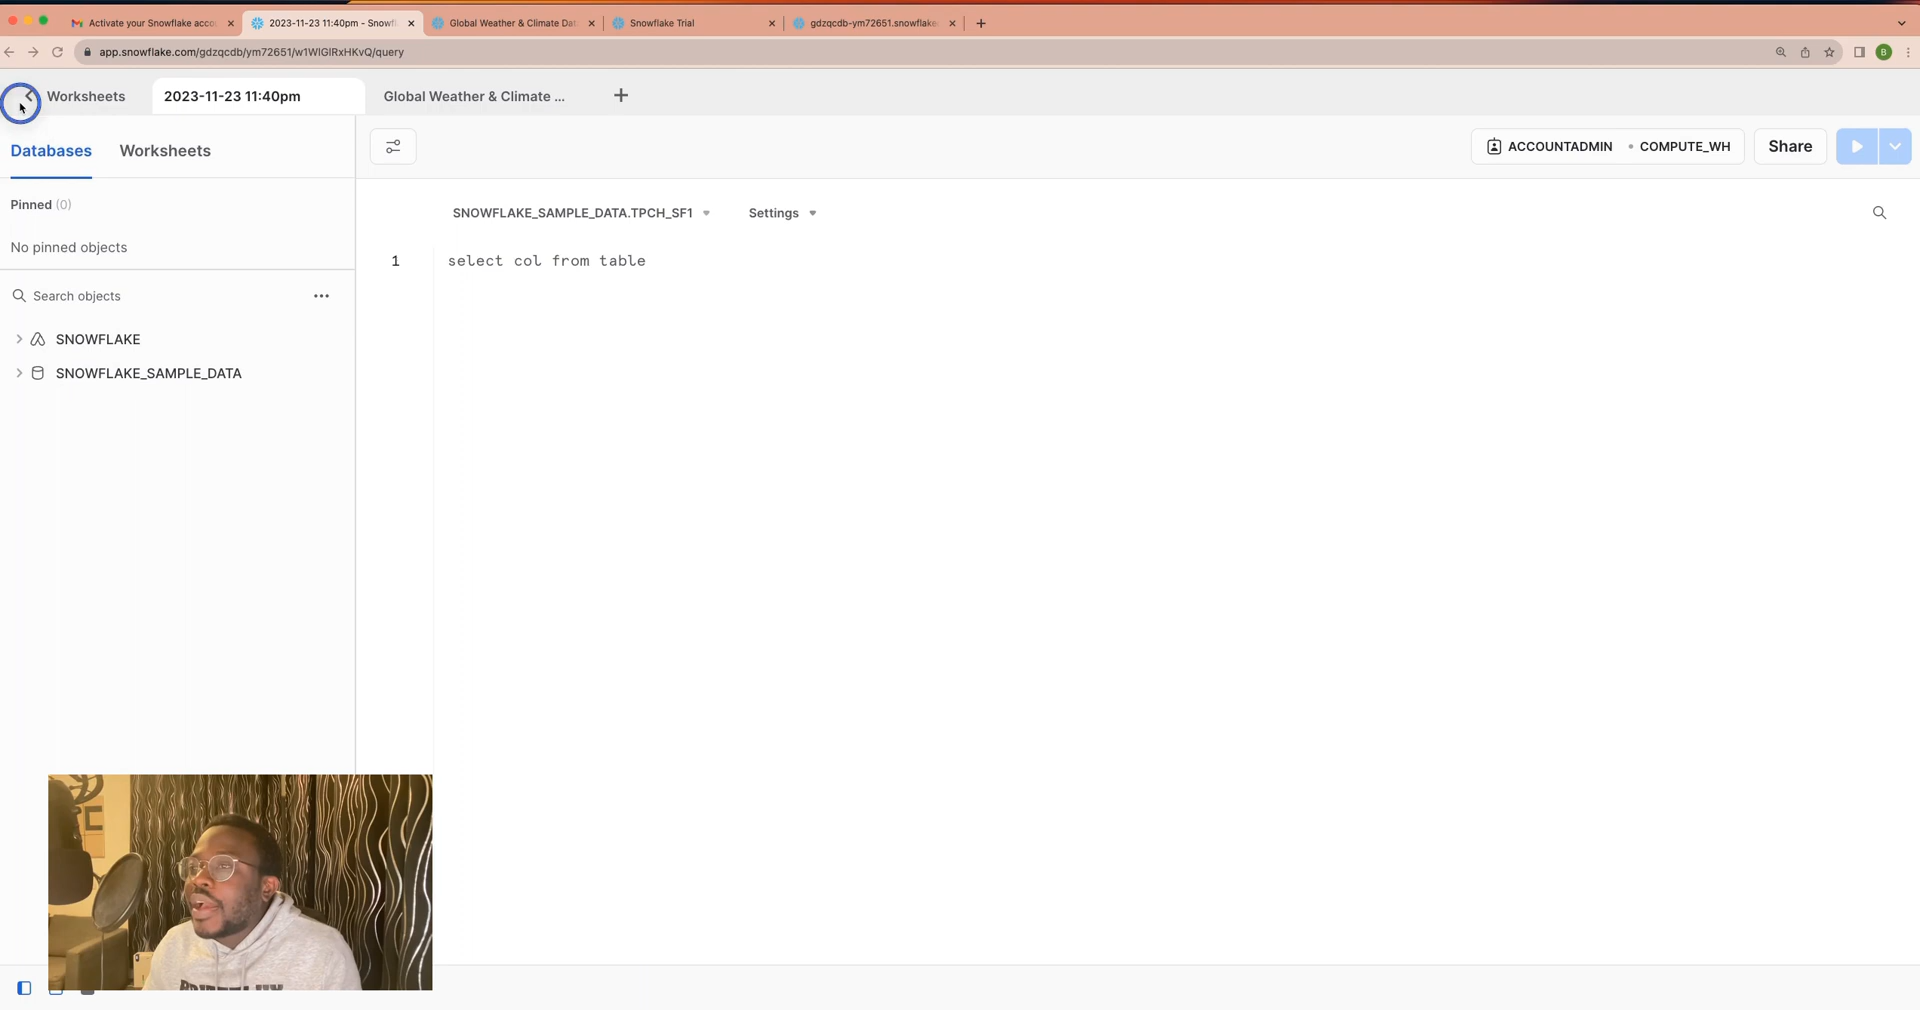 Activate your Snowflake accou
2023-11-23 11:40pm - Snowfl
Global Weather & Climate Dat
Snowflake Trial
gdzqcdb-ym72651.snowflake
app.snowflake.com/gdzqcdb/ym72651/w1WIGlRxHKvQ/query
B
Worksheets
2023-11-23 11:40pm
Global Weather & Climate ...
Databases
Worksheets
ACCOUNTADMIN
COMPUTE_WH
Share
Pinned (0)
No pinned objects
SNOWFLAKE_SAMPLE_DATA.TPCH_SF1
Settings
Search objects
1 select col from table
SNOWFLAKE
SNOWFLAKE_SAMPLE_DATA